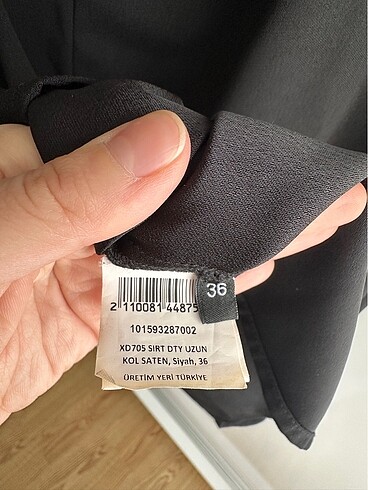 2 110081 44875
36
101593287002
XD705 SIRT DTY UZUN
KOL SATEN, Siyah, 36
ÜRETİM YERİ TÜRKİYE